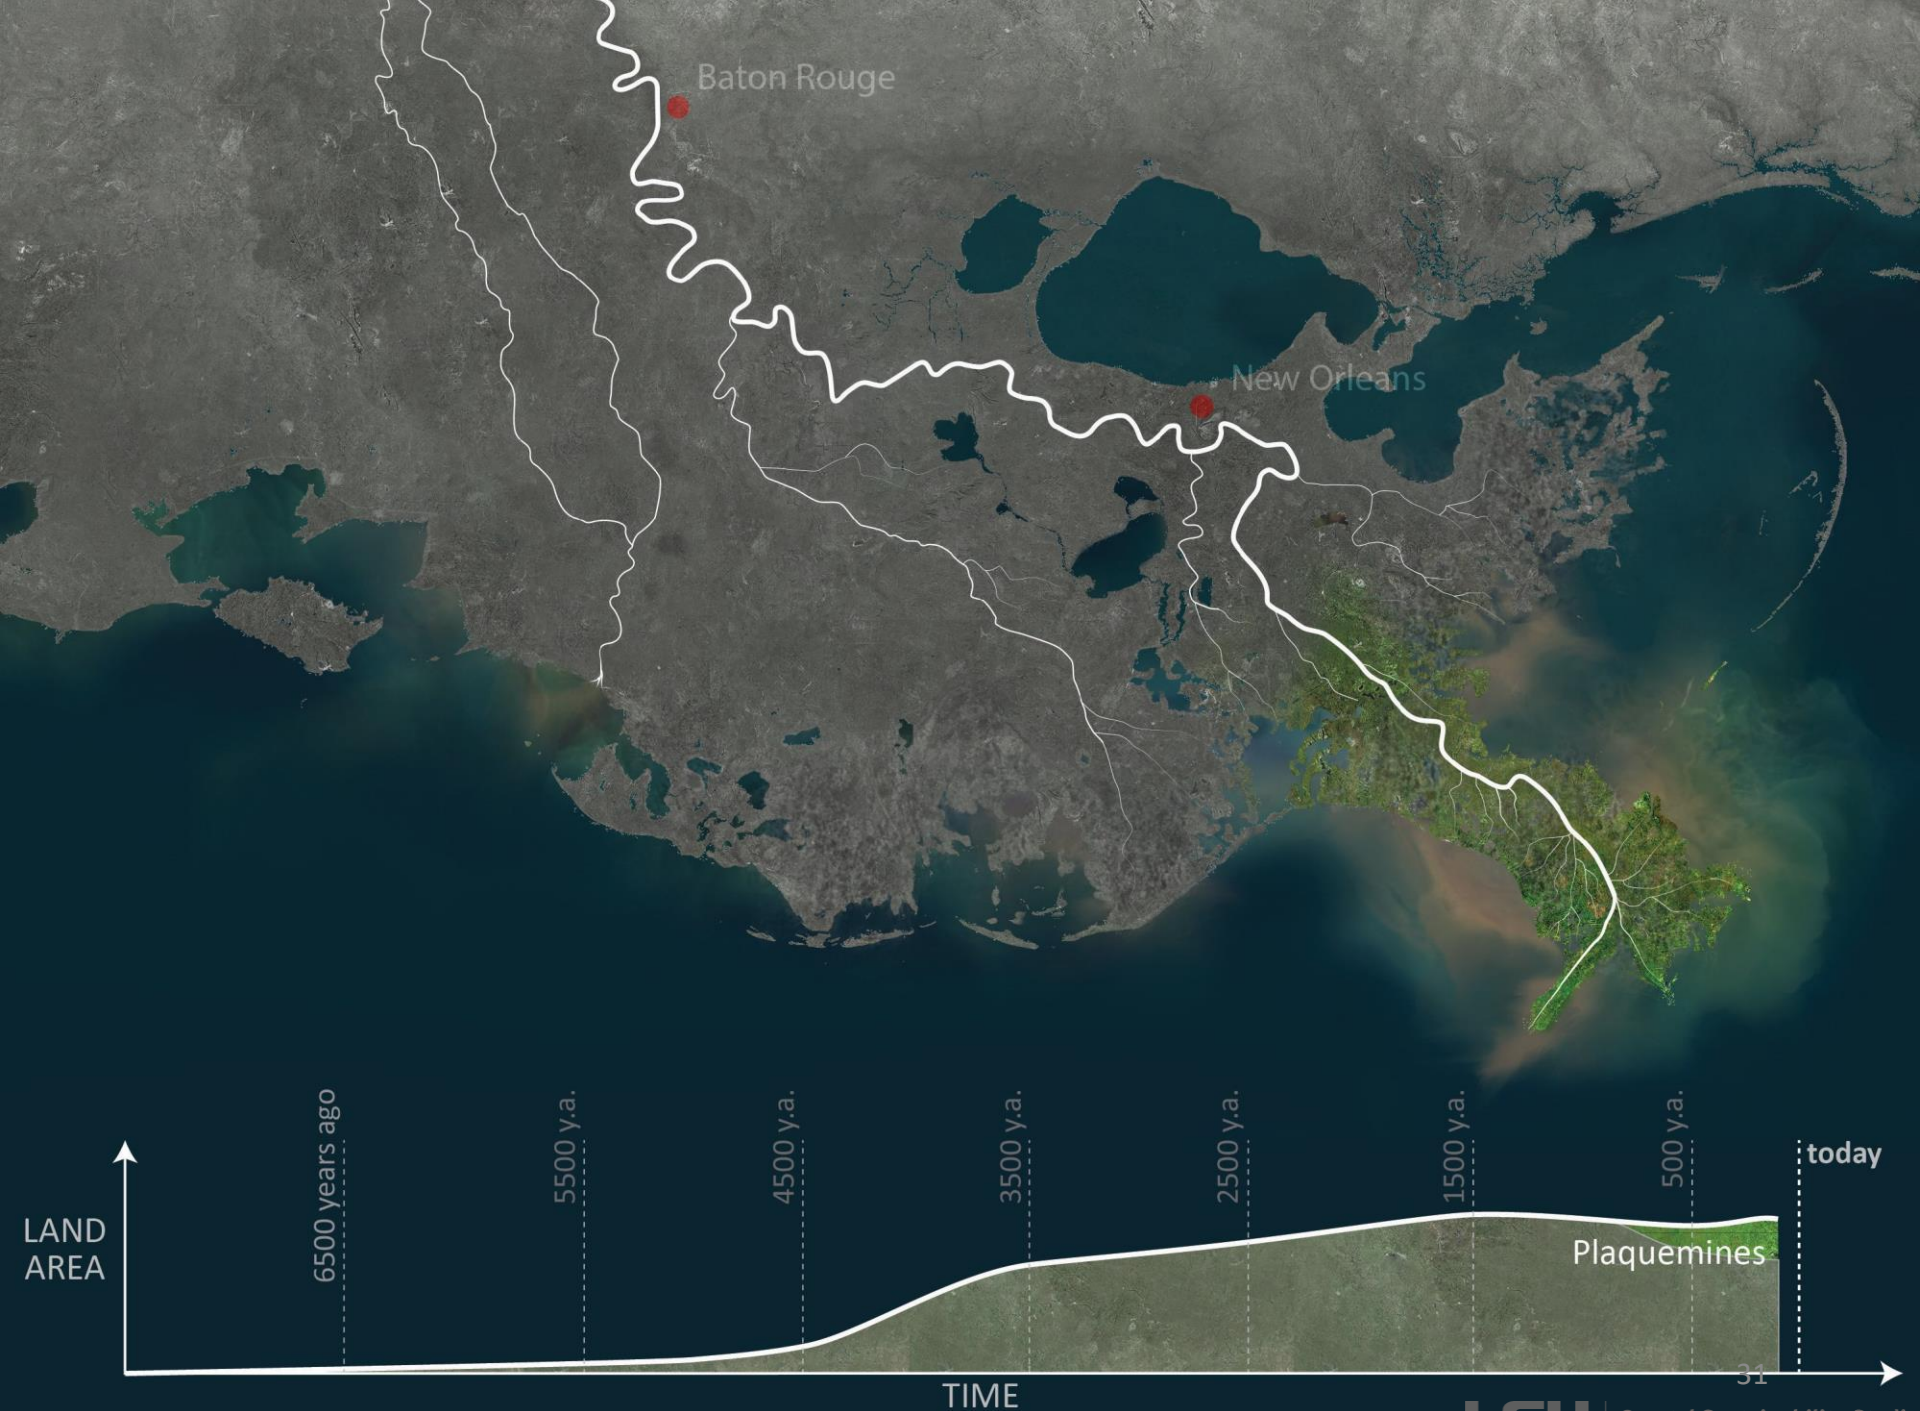 Baton Rouge
New Orleans
6500 years ago
5500 y.a.
4500 y.a.
3500 y.a.
2500 y.a.
1500 y.a.
500 y.a.
today
LAND
AREA
Plaquemines
31
TIME
LSU